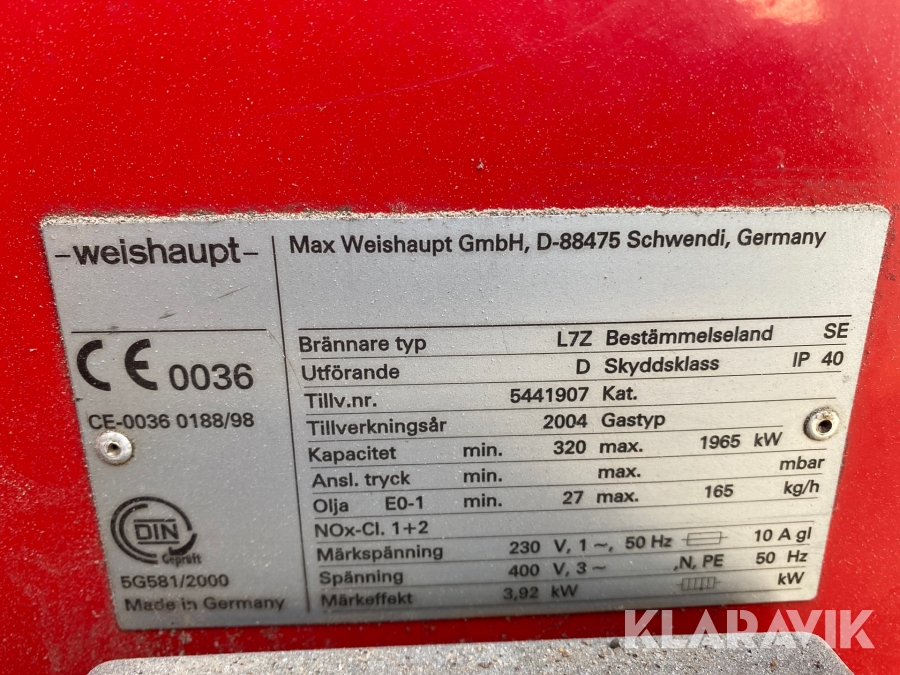 -weishaupt-
Max Weishaupt GmbH, D-88475 Schwendi, Germany
CE 0036
CE-0036 0188/98
DIN
Geprüft
5G581/2000
Made in Germany
Brännare typ L7Z Bestämmelseland SE
Utförande D Skyddsklass IP 40
Tillv.nr. 5441907 Kat.
Tillverkningsår 2004 Gastyp
Kapacitet min. 320 max. 1965 kW
Ansl. tryck min. max. mbar
Olja E0-1 min. 27 max. 165 kg/h
NOx-Cl. 1+2
Märkspänning 230 V, 1 ~, 50 Hz 10 A gl
Spänning 400 V, 3 ~ ,N, PE 50 Hz
Märkeffekt 3,92 kW kW
KLARAVIK